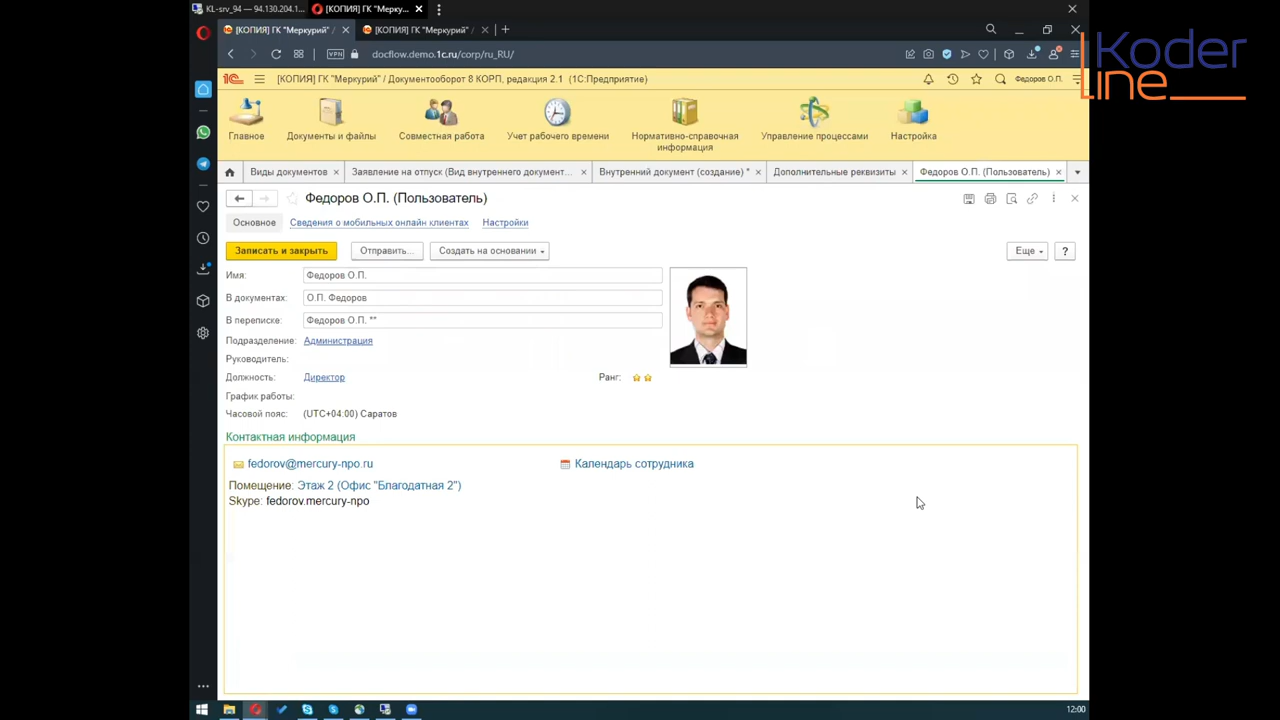 KL-srv_94 — 94.130.204.1...
[КОПИЯ] ГК "Мерку...
[КОПИЯ] ГК "Меркурий" /
[КОПИЯ] ГК "Меркурий" /
VPN
docflow.demo.1c.ru/corp/ru_RU/
Koder
Line
1С
[КОПИЯ] ГК "Меркурий" / Документооборот 8 КОРП, редакция 2.1 (1С:Предприятие)
Федоров О.П.
Главное
Документы и файлы
Совместная работа
Учет рабочего времени
Нормативно-справочная
информация
Управление процессами
Настройка
Виды документов
Заявление на отпуск (Вид внутреннего документ...
Внутренний документ (создание) *
Дополнительные реквизиты
Федоров О.П. (Пользователь)
Федоров О.П. (Пользователь)
Основное
Сведения о мобильных онлайн клиентах
Настройки
Записать и закрыть
Отправить...
Создать на основании
Еще
?
Имя: Федоров О.П.
В документах: О.П. Федоров
В переписке: Федоров О.П. **
Подразделение: Администрация
Руководитель:
Должность: Директор
Ранг:
График работы:
Часовой пояс: (UTC+04:00) Саратов
Контактная информация
fedorov@mercury-npo.ru
Календарь сотрудника
Помещение: Этаж 2 (Офис "Благодатная 2")
Skype: fedorov.mercury-npo
12:00